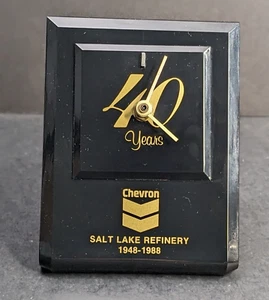 40
Years
Chevron
SALT LAKE REFINERY
1948-1988